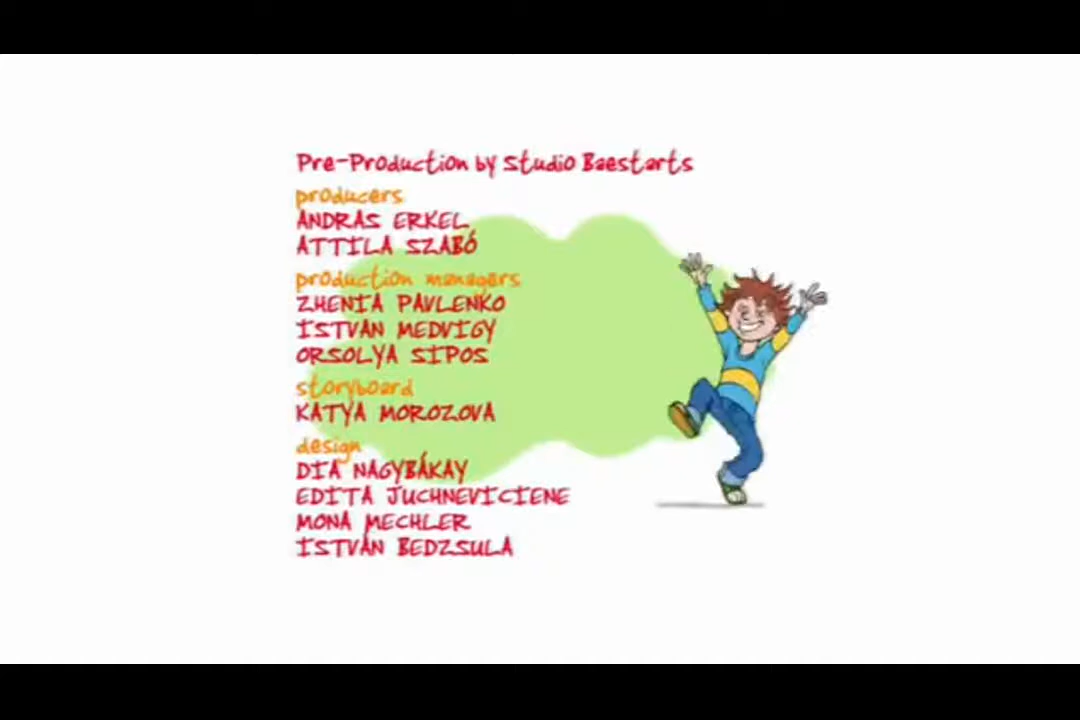 Pre-Production by Studio Baestarts
producers
ANDRAS ERKEL
ATTILA SZABÓ
production managers
ZHENIA PAVLENKO
ISTVÁN MEDVIGY
ORSOLYA SIPOS
storyboard
KATYA MOROZOVA
design
DIA NAGYBÁKAY
EDITA JUCHNEVICIENE
MONA MECHLER
ISTVÁN BEDZSULA